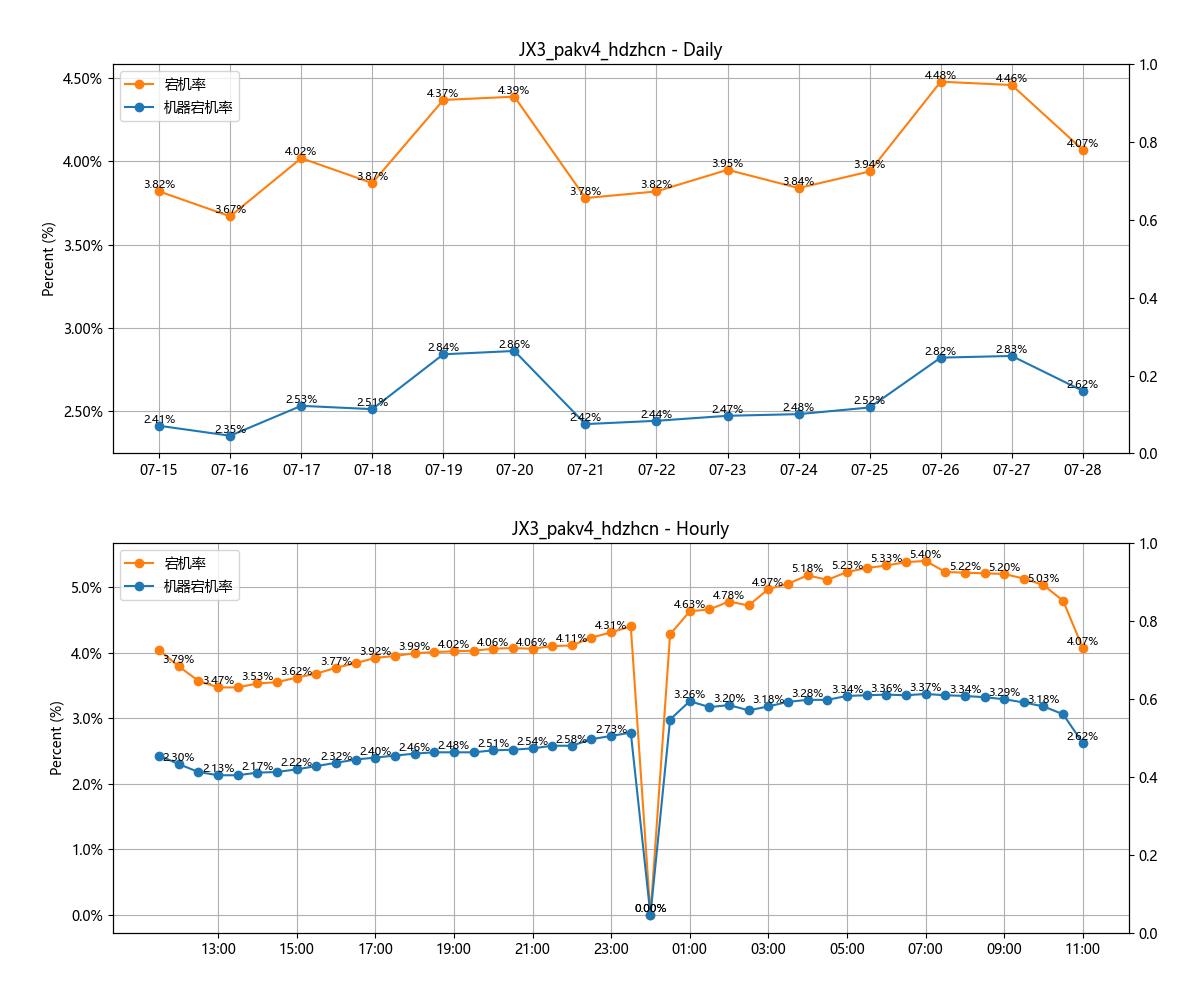 JX3_pakv4_hdzhcn - Daily
宕机率
机器宕机率
Percent (%)
4.50%
4.00%
3.50%
3.00%
2.50%
1.0
0.8
0.6
0.4
0.2
0.0
3.82% 3.67% 4.02% 3.87% 4.37% 4.39% 3.78% 3.82% 3.95% 3.84% 3.94% 4.48% 4.46% 4.07%
2.41% 2.35% 2.53% 2.51% 2.84% 2.86% 2.42% 2.44% 2.47% 2.48% 2.52% 2.82% 2.83% 2.62%
07-15 07-16 07-17 07-18 07-19 07-20 07-21 07-22 07-23 07-24 07-25 07-26 07-27 07-28
JX3_pakv4_hdzhcn - Hourly
宕机率
机器宕机率
Percent (%)
5.0%
4.0%
3.0%
2.0%
1.0%
0.0%
1.0
0.8
0.6
0.4
0.2
0.0
3.79% 3.47% 3.53% 3.62% 3.77% 3.92% 3.99% 4.02% 4.06% 4.06% 4.11% 4.31% 0.00% 4.63% 4.78% 4.97% 5.18% 5.23% 5.33% 5.40% 5.22% 5.20% 5.03% 4.07%
2.30% 2.13% 2.17% 2.22% 2.32% 2.40% 2.46% 2.48% 2.51% 2.54% 2.58% 2.73% 0.00% 3.26% 3.20% 3.18% 3.28% 3.34% 3.36% 3.37% 3.34% 3.29% 3.18% 2.62%
13:00 15:00 17:00 19:00 21:00 23:00 01:00 03:00 05:00 07:00 09:00 11:00